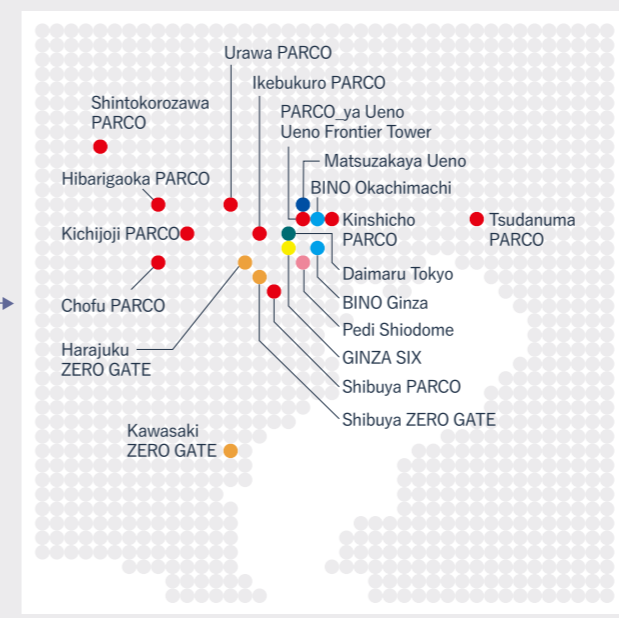 Urawa PARCO
Ikebukuro PARCO
Shintokorozawa
PARCO
PARCO_ya Ueno
Ueno Frontier Tower
Matsuzakaya Ueno
Hibarigaoka PARCO
BINO Okachimachi
Kichijoji PARCO
Kinshicho
PARCO
Tsudanuma
PARCO
Daimaru Tokyo
Chofu PARCO
BINO Ginza
Pedi Shiodome
Harajuku
ZERO GATE
GINZA SIX
Shibuya PARCO
Shibuya ZERO GATE
Kawasaki
ZERO GATE